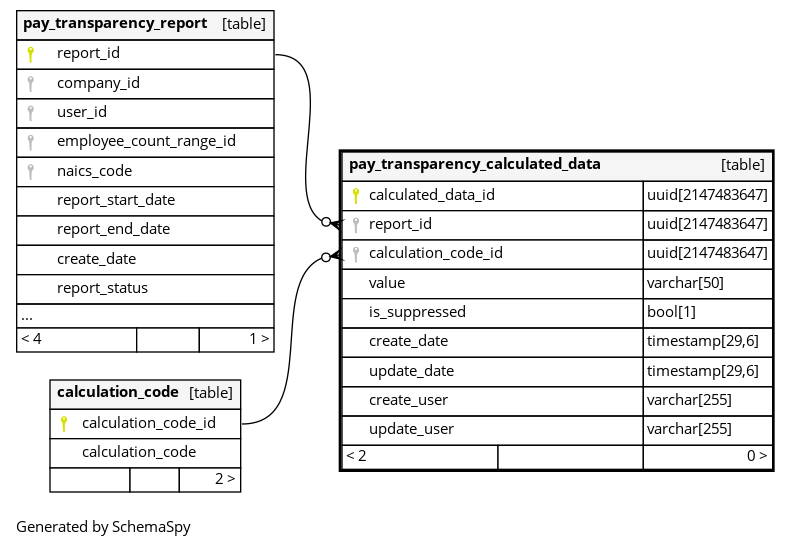 pay_transparency_report [table]
report_id
company_id
user_id
employee_count_range_id
naics_code
report_start_date
report_end_date
create_date
report_status
...
< 4 1 >
pay_transparency_calculated_data [table]
calculated_data_id uuid[2147483647]
report_id uuid[2147483647]
calculation_code_id uuid[2147483647]
value varchar[50]
is_suppressed bool[1]
create_date timestamp[29,6]
update_date timestamp[29,6]
create_user varchar[255]
update_user varchar[255]
< 2 0 >
calculation_code [table]
calculation_code_id
calculation_code
2 >
Generated by SchemaSpy